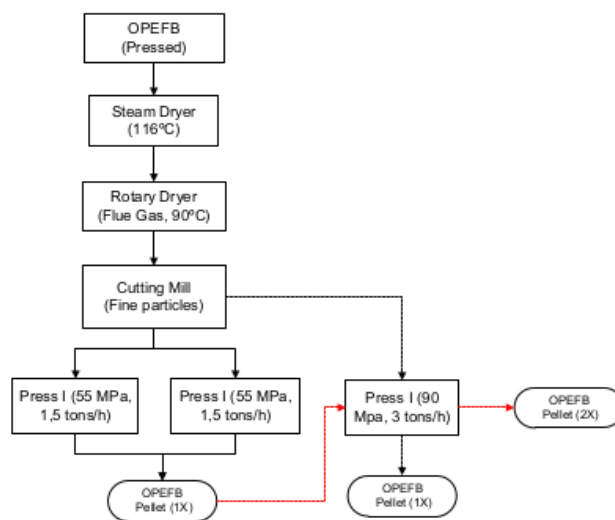 OPEFB
(Pressed)
Steam Dryer
(116ºC)
Rotary Dryer
(Flue Gas, 90ºC)
Cutting Mill
(Fine particles)
Press I (55 MPa,
1,5 tons/h)
Press I (55 MPa,
1,5 tons/h)
Press I (90
Mpa, 3 tons/h)
OPEFB
Pellet (2X)
OPEFB
Pellet (1X)
OPEFB
Pellet (1X)